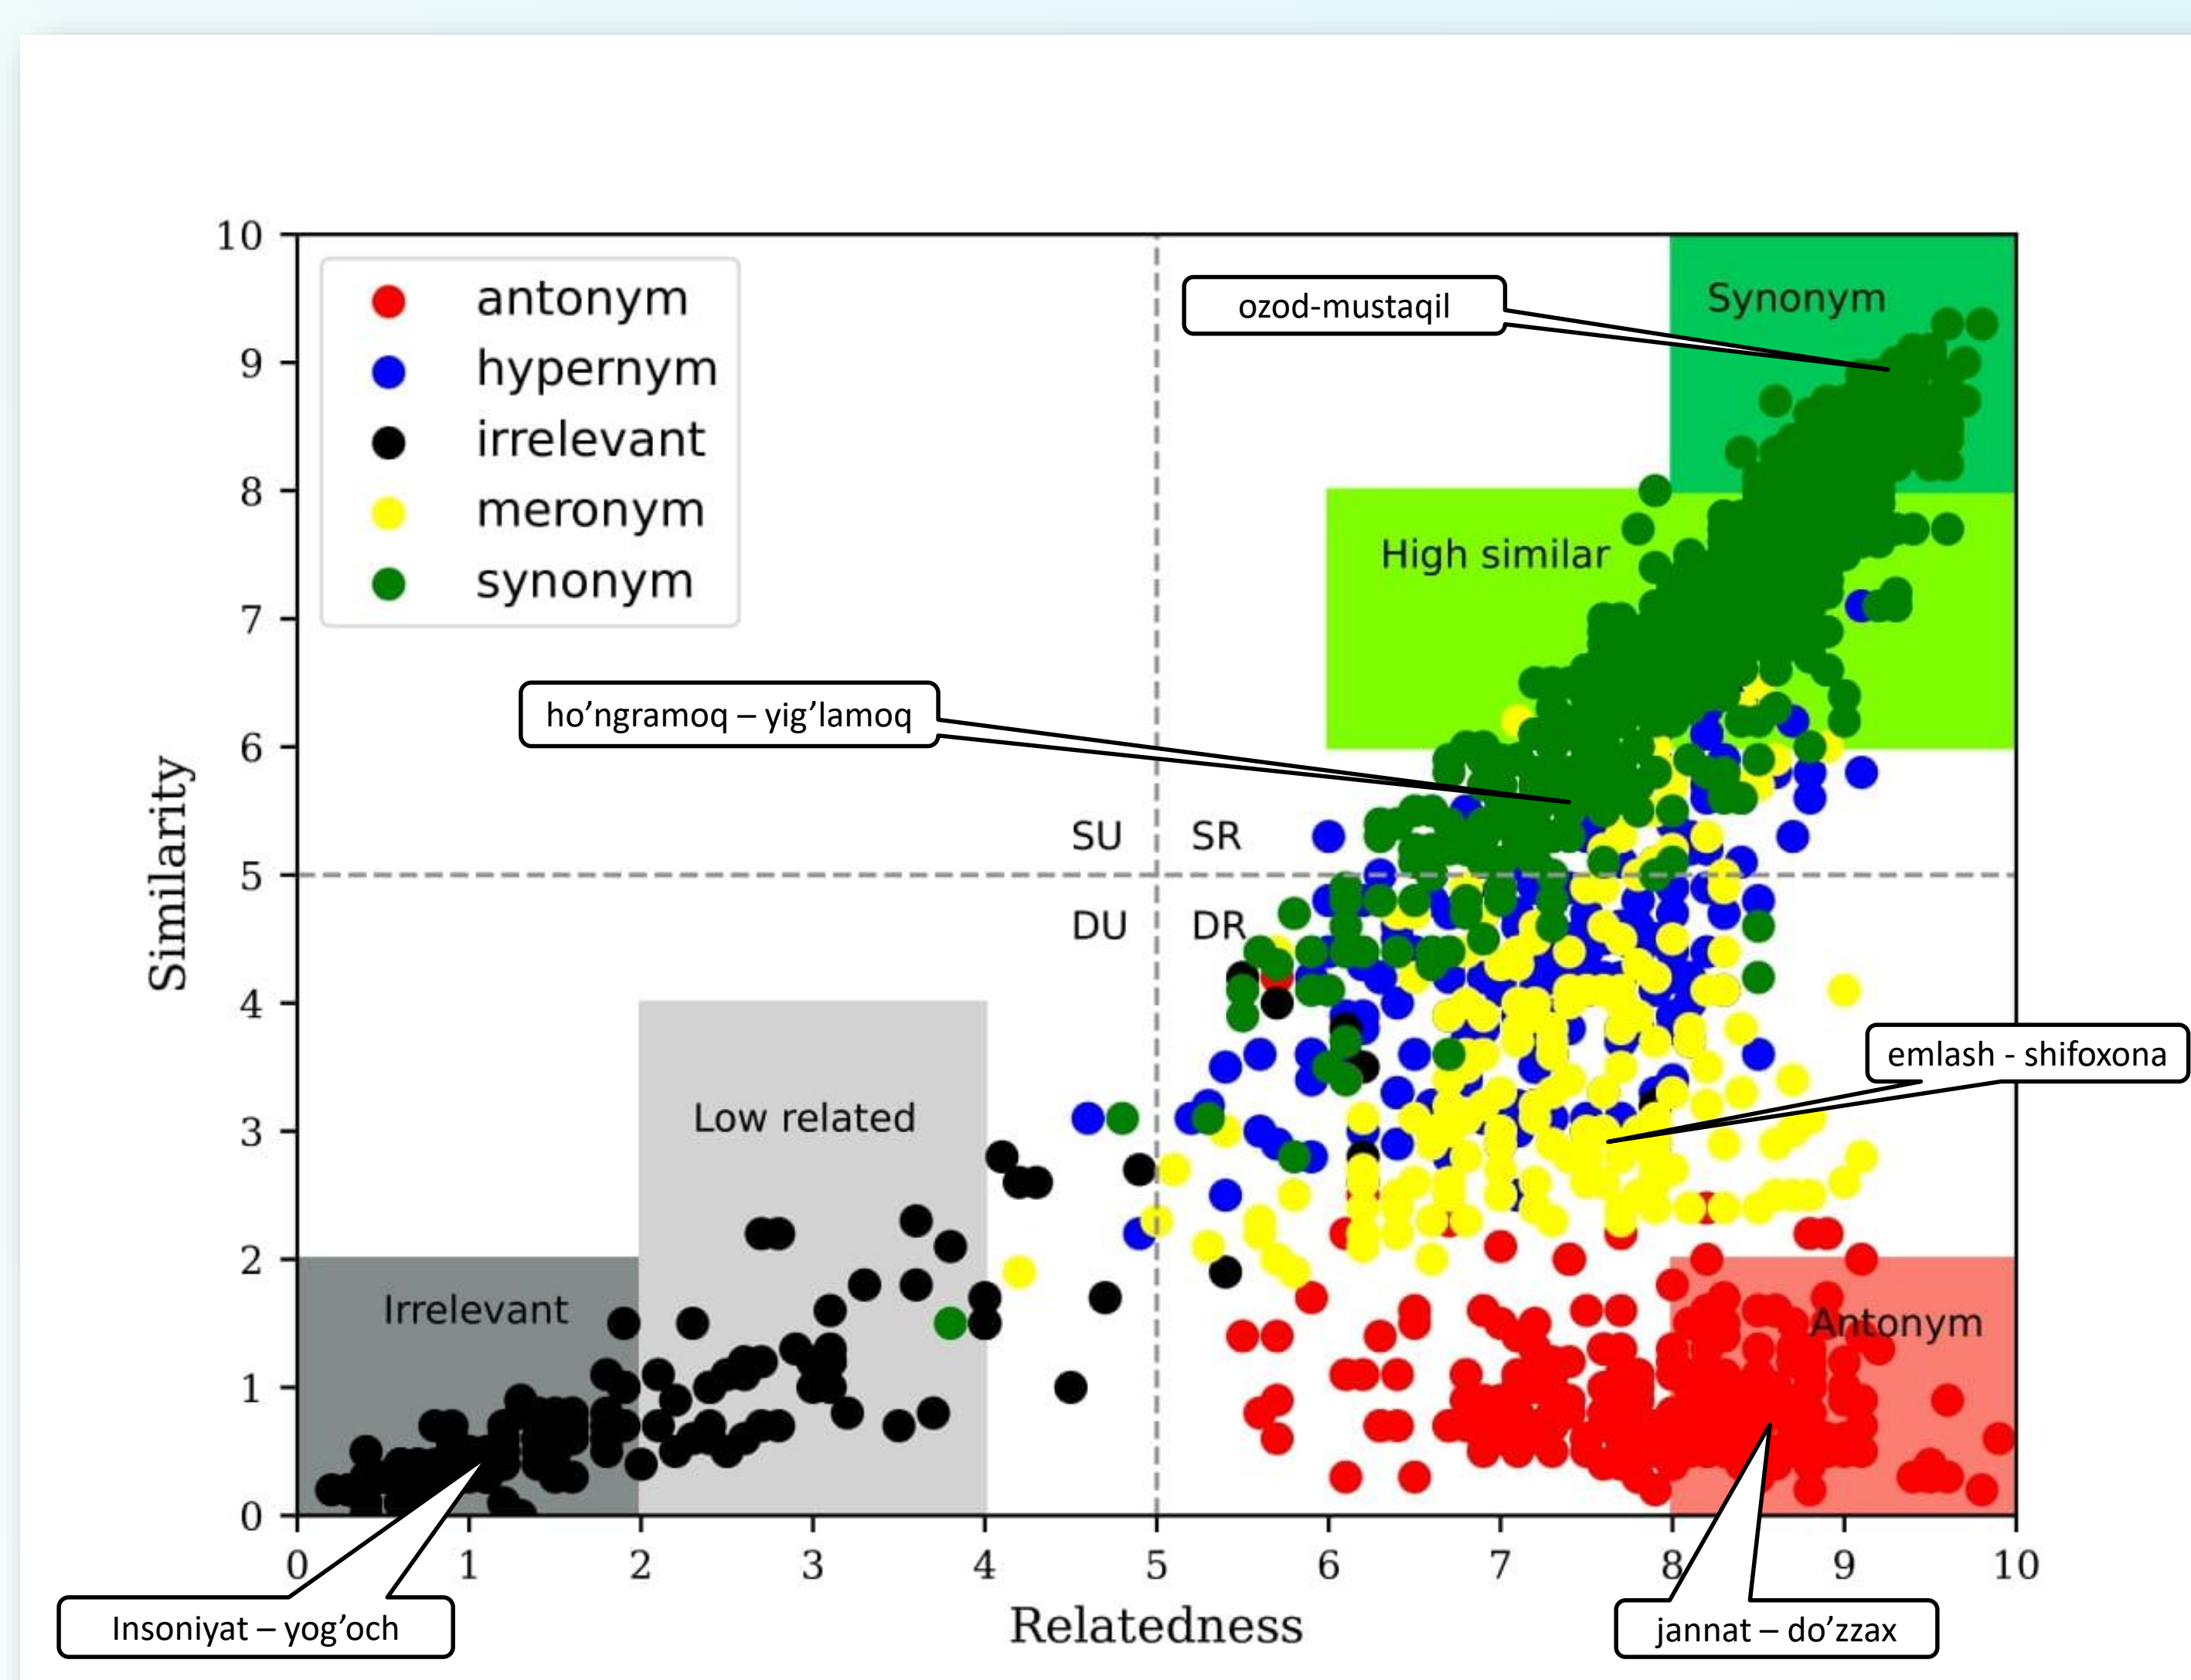 10
9
8
7
6
5
4
3
2
1
0
Similarity
antonym
hypernym
irrelevant
meronym
synonym
ozod-mustaqil
Synonym
High similar
ho’ngramoq – yig’lamoq
SU SR
DU DR
emlash - shifoxona
Low related
Irrelevant
Antonym
0 1 2 3 4 5 6 7 8 9 10
Relatedness
Insoniyat – yog’och
jannat – do’zzax